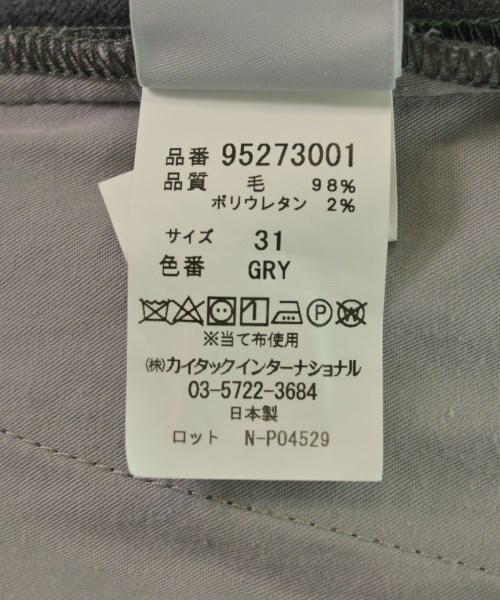 品番 95273001
品質 毛 98%
ポリウレタン 2%
サイズ 31
色番 GRY
※当て布使用
㈱カイタックインターナショナル
03-5722-3684
日本製
ロット N-P04529